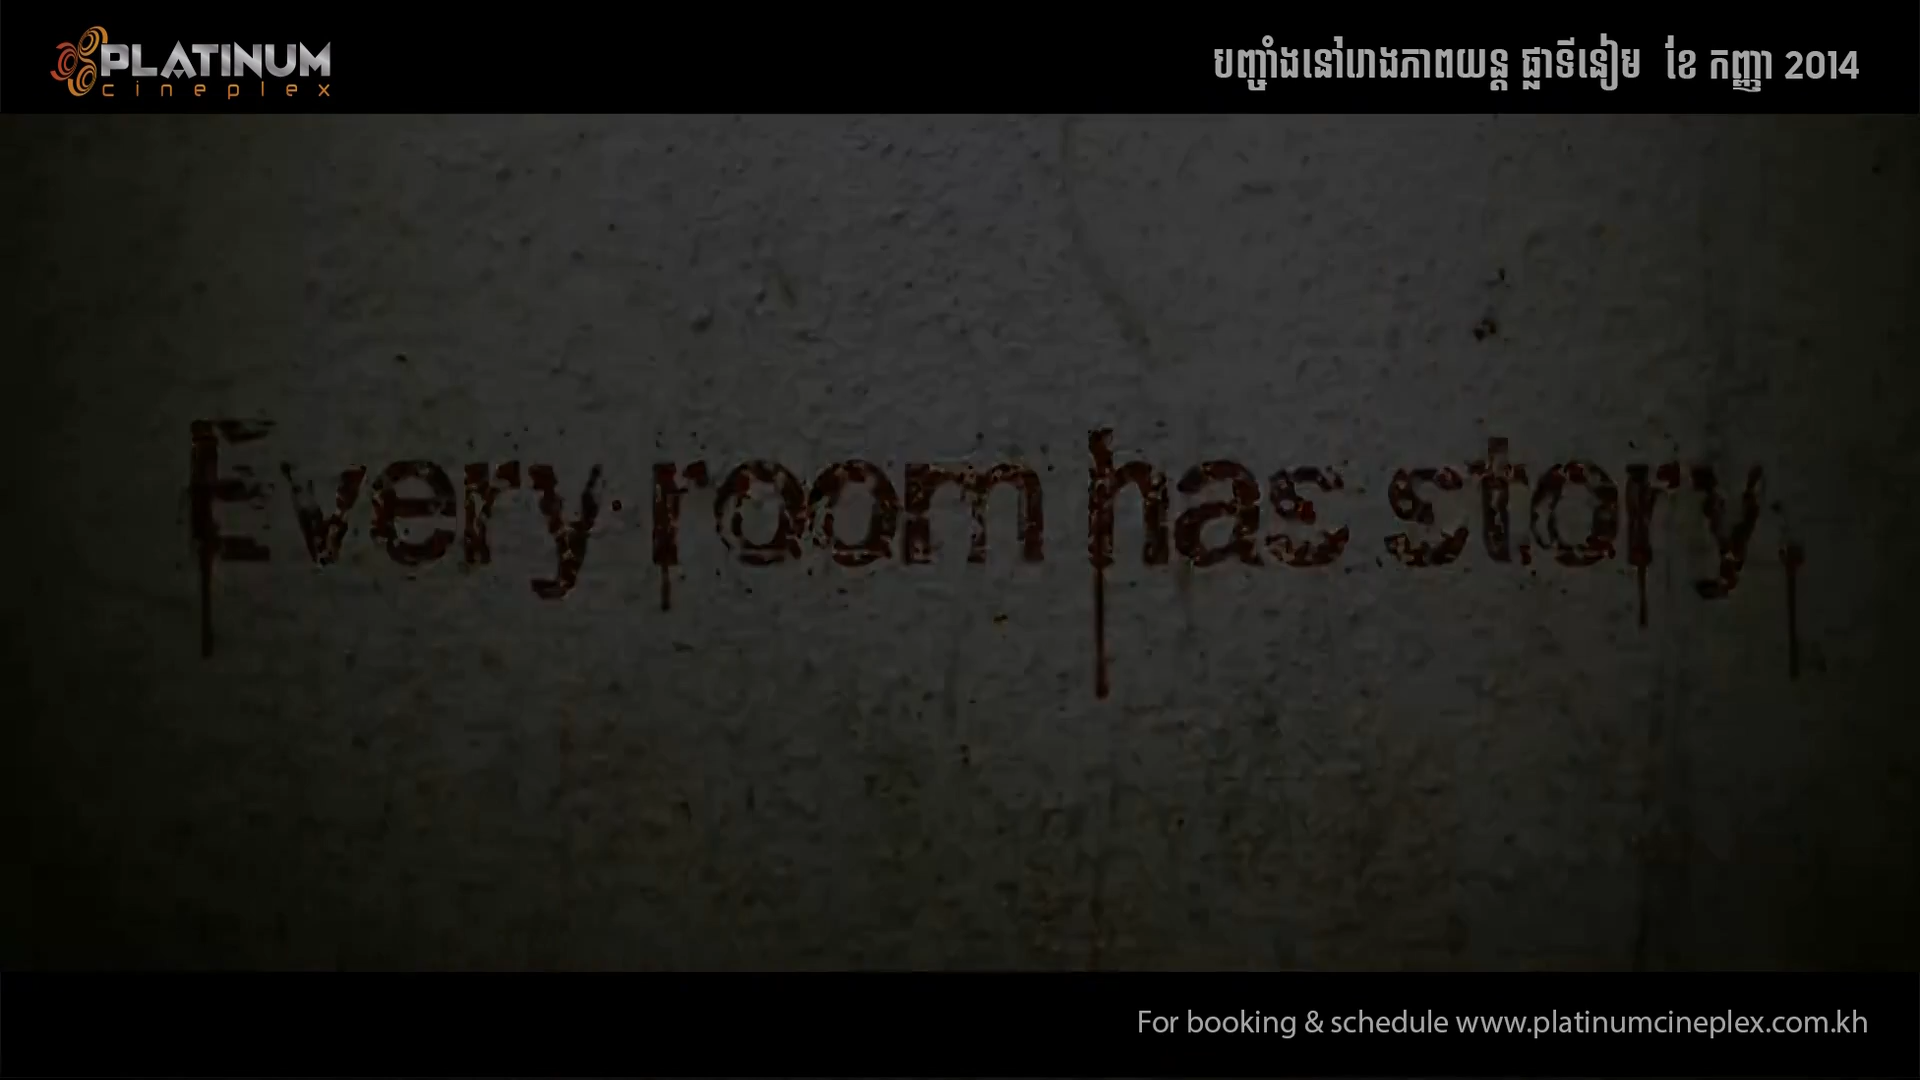 PLATINUM
cineplex
បញ្ចាំងនៅរោងភាពយន្ត ផ្លាទីនៀម ខែ កញ្ញា 2014
Every room has story.
For booking & schedule www.platinumcineplex.com.kh